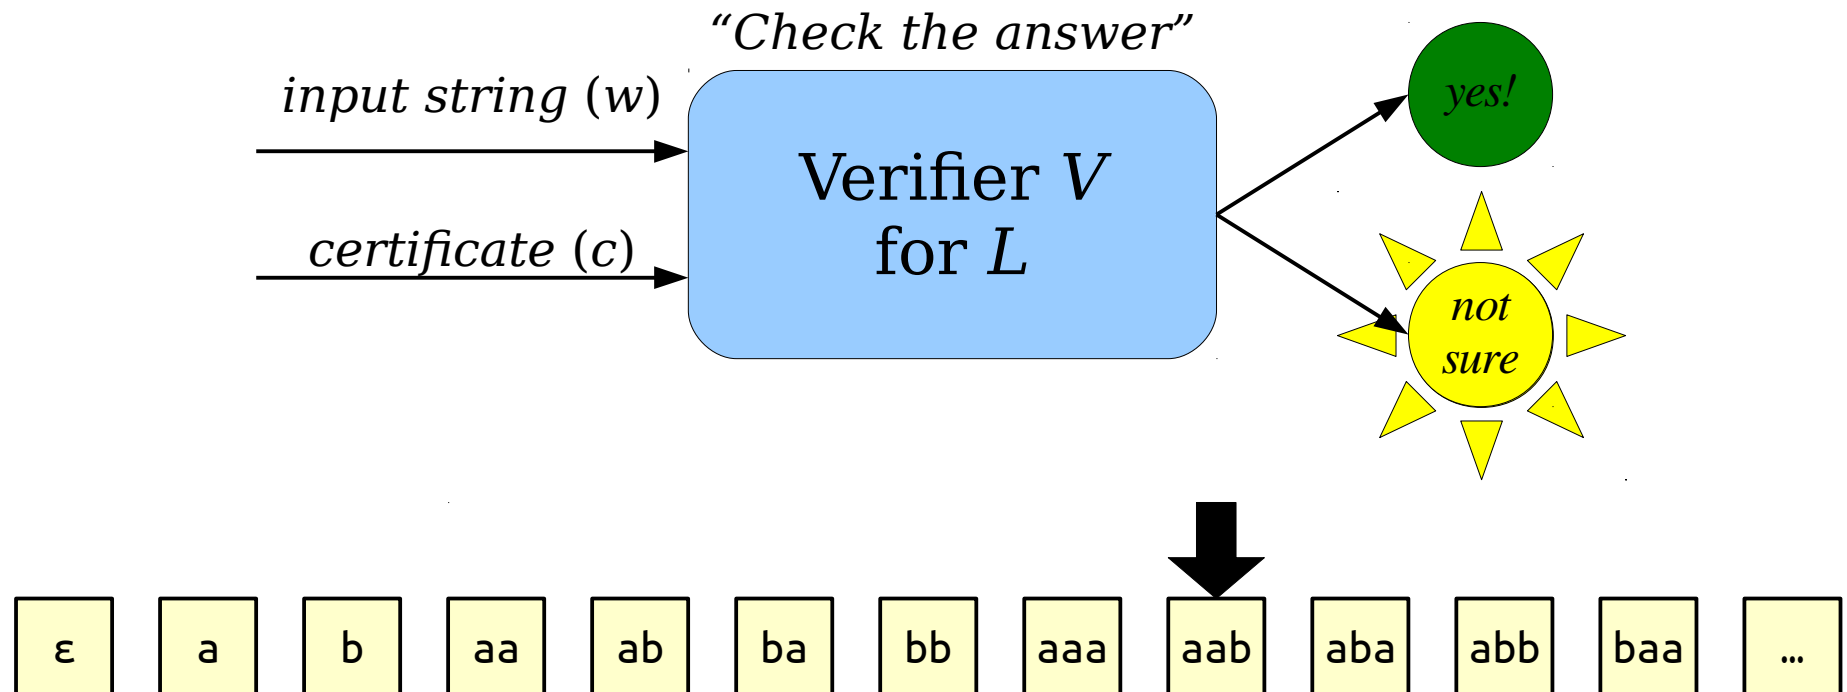 “Check the answer”
input string (w)
certificate (c)
Verifier V
for L
yes!
not
sure
ε a b aa ab ba bb aaa aab aba abb baa …